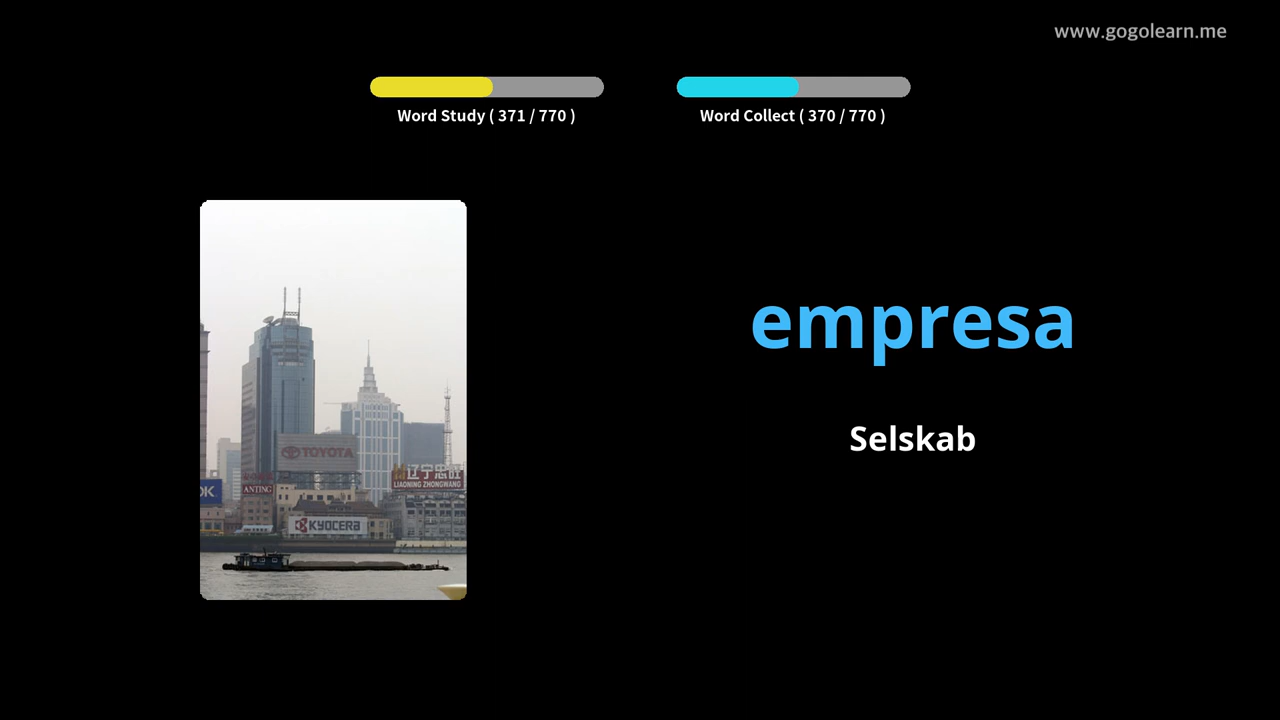 www.gogolearn.me
Word Study ( 371 / 770 )
Word Collect ( 370 / 770 )
empresa
Selskab
TOYOTA
辽宁忠旺
LIAONING ZHONGWANG
OK
ANTING
KYOCERA